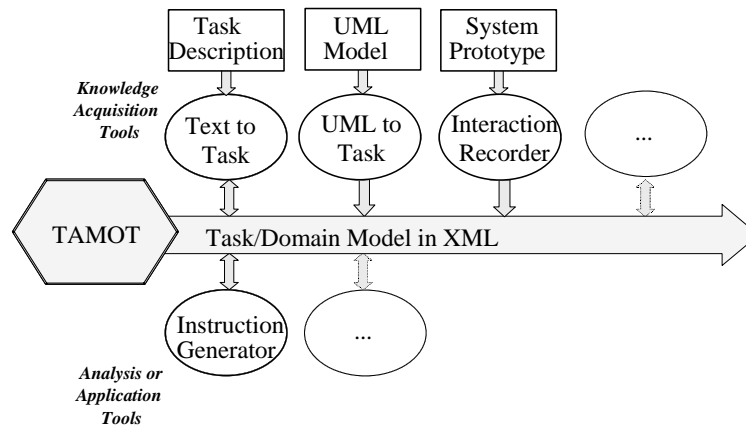 Task
Description
UML
Model
System
Prototype
Knowledge
Acquisition
Tools
Text to
Task
UML to
Task
Interaction
Recorder
...
TAMOT
Task/Domain Model in XML
Instruction
Generator
...
Analysis or
Application
Tools